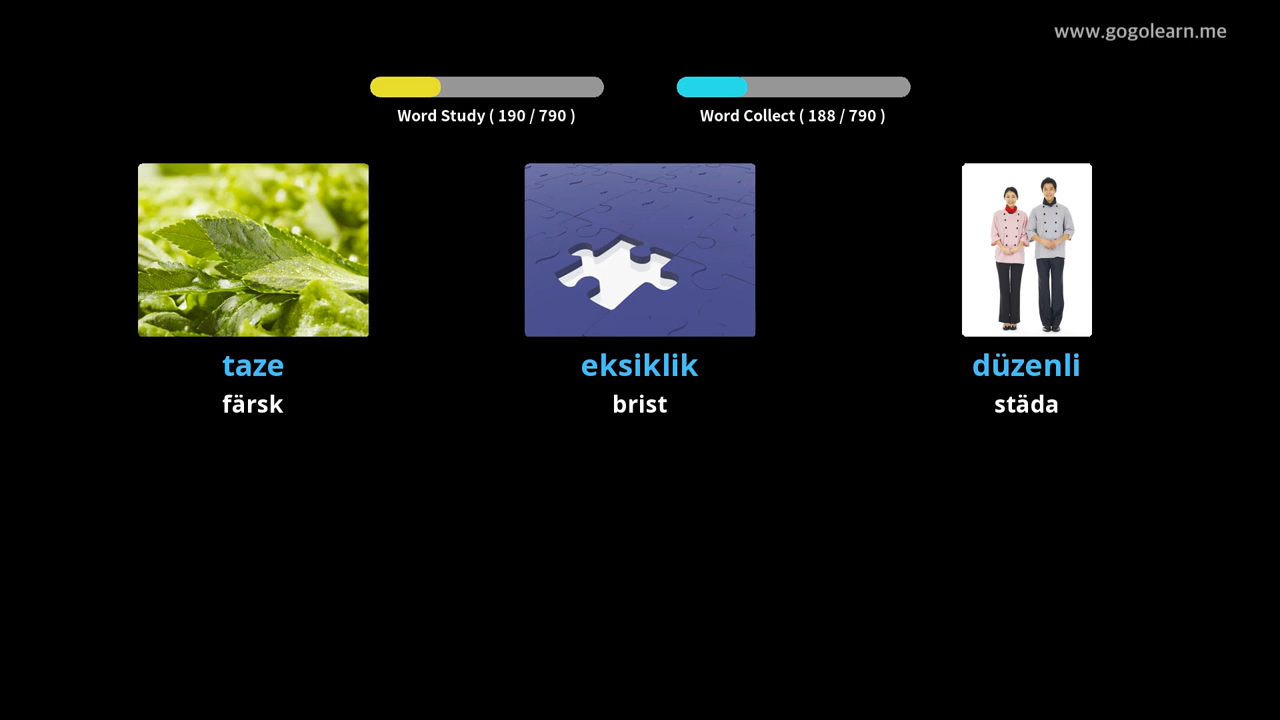 www.gogolearn.me
Word Study ( 190 / 790 )
Word Collect ( 188 / 790 )
taze
färsk
eksiklik
brist
düzenli
städa